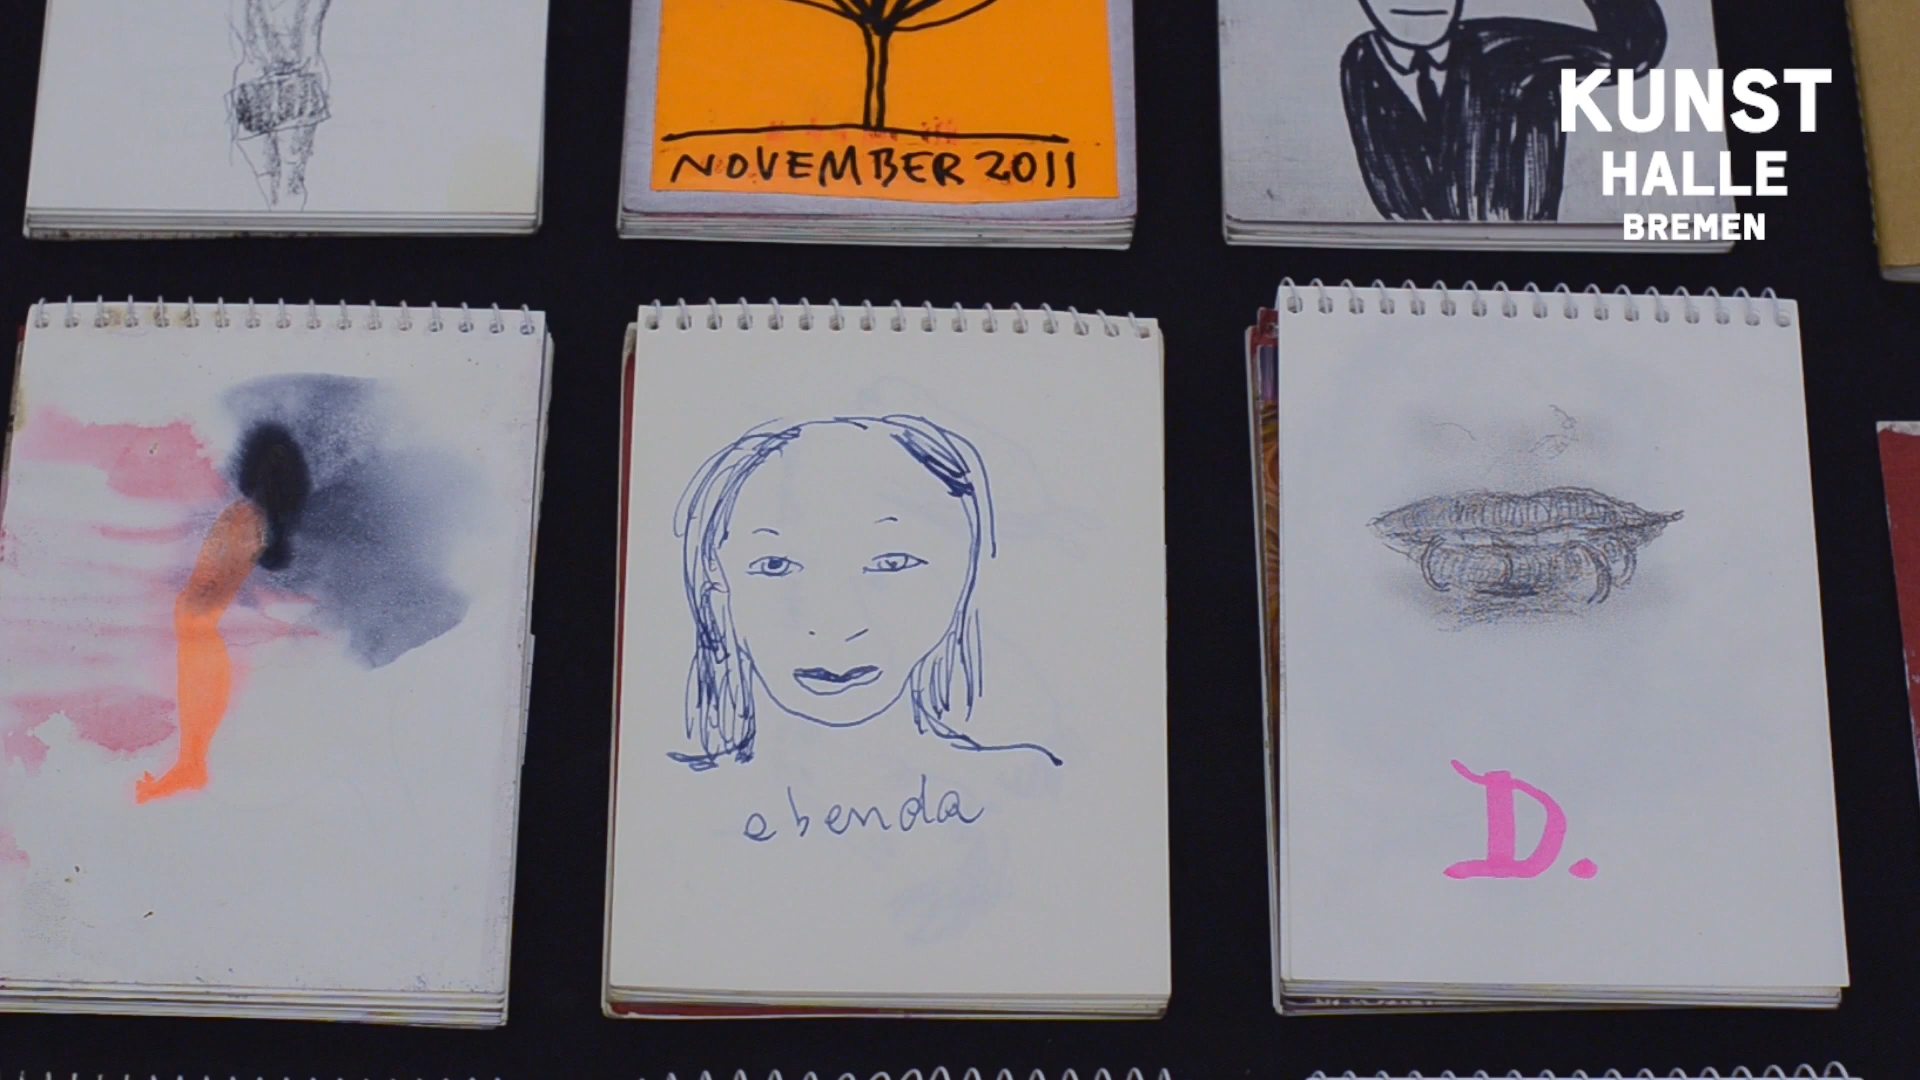 NOVEMBER 2011
KUNST
HALLE
BREMEN
ebenda
D.